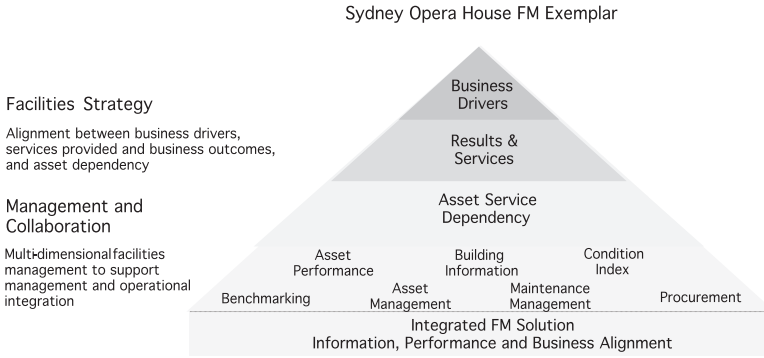 Sydney Opera House FM Exemplar
Business
Drivers
Facilities Strategy
Alignment between business drivers,
services provided and business outcomes,
and asset dependency
Results &
Services
Management and
Collaboration
Asset Service
Dependency
Multi-dimensional facilities
management to support
management and operational
integration
Asset
Performance
Building
Information
Condition
Index
Benchmarking
Asset
Management
Maintenance
Management
Procurement
Integrated FM Solution
Information, Performance and Business Alignment